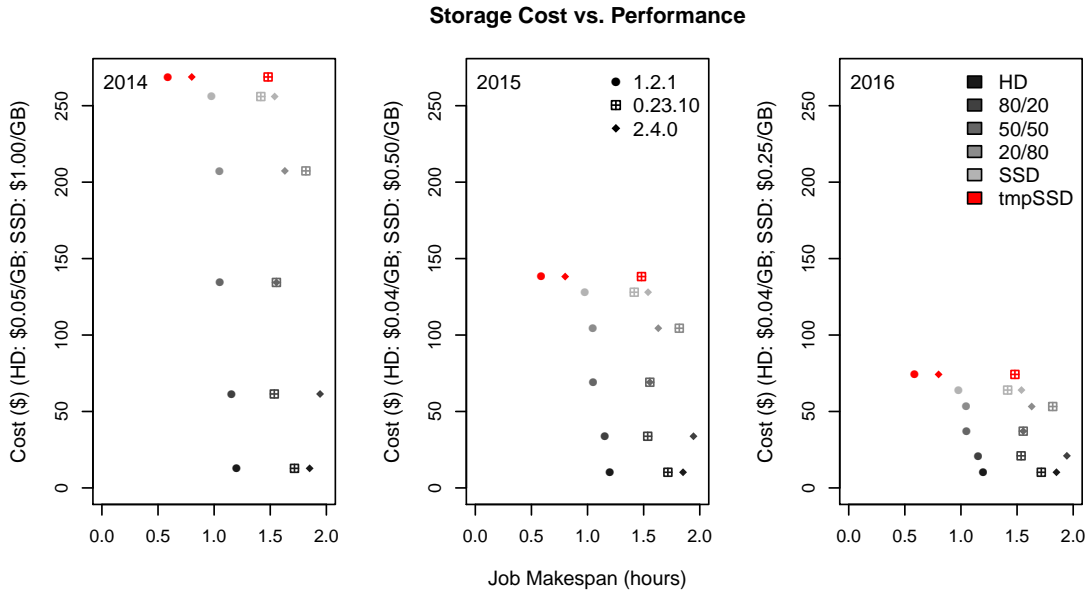 Storage Cost vs. Performance
Cost ($) (HD: $0.05/GB; SSD: $1.00/GB)
0
50
100
150
200
250
2014
0.0 0.5 1.0 1.5 2.0
Cost ($) (HD: $0.04/GB; SSD: $0.50/GB)
0
50
100
150
200
250
2015
1.2.1
0.23.10
2.4.0
0.0 0.5 1.0 1.5 2.0
Cost ($) (HD: $0.04/GB; SSD: $0.25/GB)
0
50
100
150
200
250
2016
HD
80/20
50/50
20/80
SSD
tmpSSD
0.0 0.5 1.0 1.5 2.0
Job Makespan (hours)